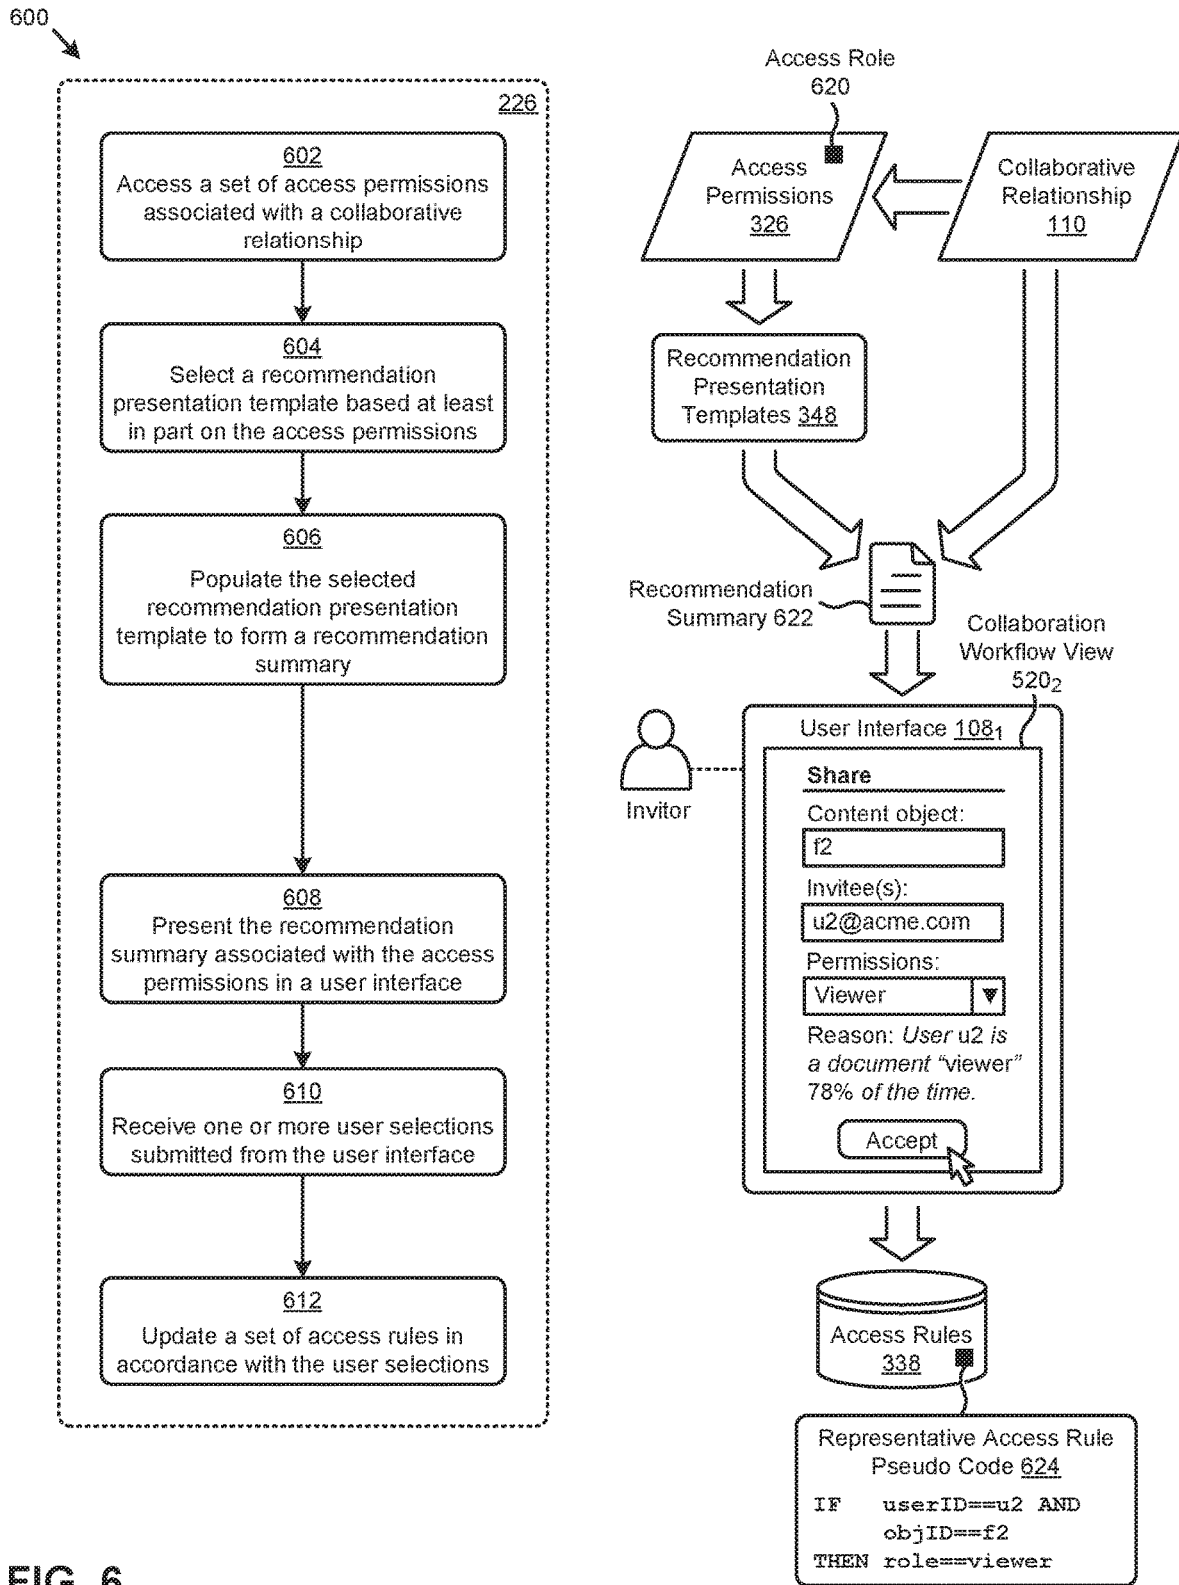 600
226
602
Access a set of access permissions
associated with a collaborative
relationship
604
Select a recommendation
presentation template based at least
in part on the access permissions
606
Populate the selected
recommendation presentation
template to form a recommendation
summary
608
Present the recommendation
summary associated with the access
permissions in a user interface
610
Receive one or more user selections
submitted from the user interface
612
Update a set of access rules in
accordance with the user selections
Access Role
620
Access
Permissions
326
Collaborative
Relationship
110
Recommendation
Presentation
Templates 348
Recommendation
Summary 622
Collaboration
Workflow View
520₂
User Interface 108₁
Invitor
Share
Content object:
f2
Invitee(s):
u2@acme.com
Permissions:
Viewer
Reason: User u2 is
a document “viewer”
78% of the time.
Accept
Access Rules
338
Representative Access Rule
Pseudo Code 624
IF userID==u2 AND
objID==f2
THEN role==viewer
FIG. 6